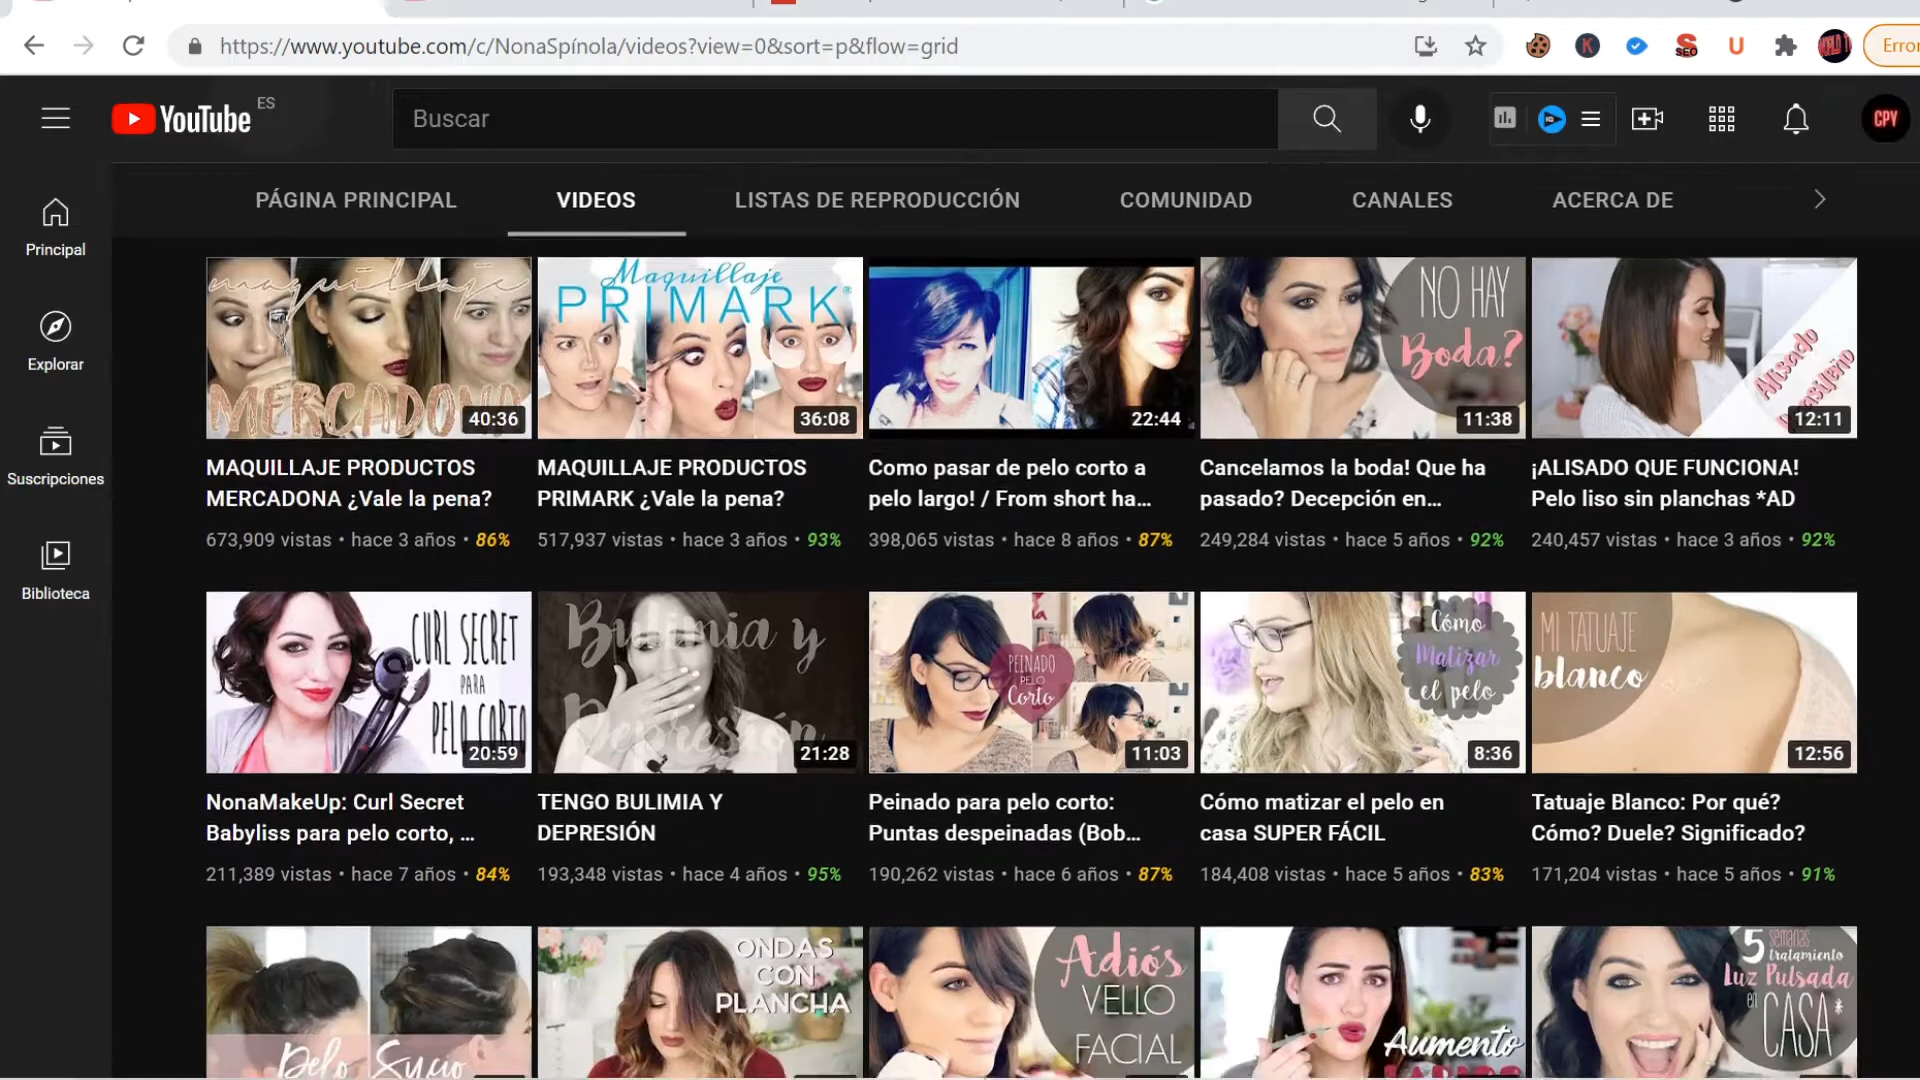 https://www.youtube.com/c/NonaSpínola/videos?view=0&sort=p&flow=grid
K
SEO
U
Error
YouTube
ES
Buscar
CPY
PÁGINA PRINCIPAL
VIDEOS
LISTAS DE REPRODUCCIÓN
COMUNIDAD
CANALES
ACERCA DE
Principal
Explorar
Suscripciones
Biblioteca
maquillaje
MERCADONA
40:36
Maquillaje
PRIMARK
36:08
22:44
NO HAY
Boda?
11:38
Alisado
Brasileño
12:11
MAQUILLAJE PRODUCTOS
MERCADONA ¿Vale la pena?
673,909 vistas • hace 3 años • 86%
MAQUILLAJE PRODUCTOS
PRIMARK ¿Vale la pena?
517,937 vistas • hace 3 años • 93%
Como pasar de pelo corto a
pelo largo! / From short ha...
398,065 vistas • hace 8 años • 87%
Cancelamos la boda! Que ha
pasado? Decepción en...
249,284 vistas • hace 5 años • 92%
¡ALISADO QUE FUNCIONA!
Pelo liso sin planchas *AD
240,457 vistas • hace 3 años • 92%
CURL SECRET
PARA
PELO CORTO
20:59
Bulimia y
Depresión
21:28
PEINADO
PELO
Corto
11:03
Cómo
Matizar
el pelo
8:36
MI TATUAJE
blanco
12:56
NonaMakeUp: Curl Secret
Babyliss para pelo corto, ...
211,389 vistas • hace 7 años • 84%
TENGO BULIMIA Y
DEPRESIÓN
193,348 vistas • hace 4 años • 95%
Peinado para pelo corto:
Puntas despeinadas (Bob...
190,262 vistas • hace 6 años • 87%
Cómo matizar el pelo en
casa SUPER FÁCIL
184,408 vistas • hace 5 años • 83%
Tatuaje Blanco: Por qué?
Cómo? Duele? Significado?
171,204 vistas • hace 5 años • 91%
Pelo Sucio
ONDAS
CON
PLANCHA
Adiós
VELLO
FACIAL
Aumento
5 semanas
tratamiento
Luz Pulsada
en
CASA*